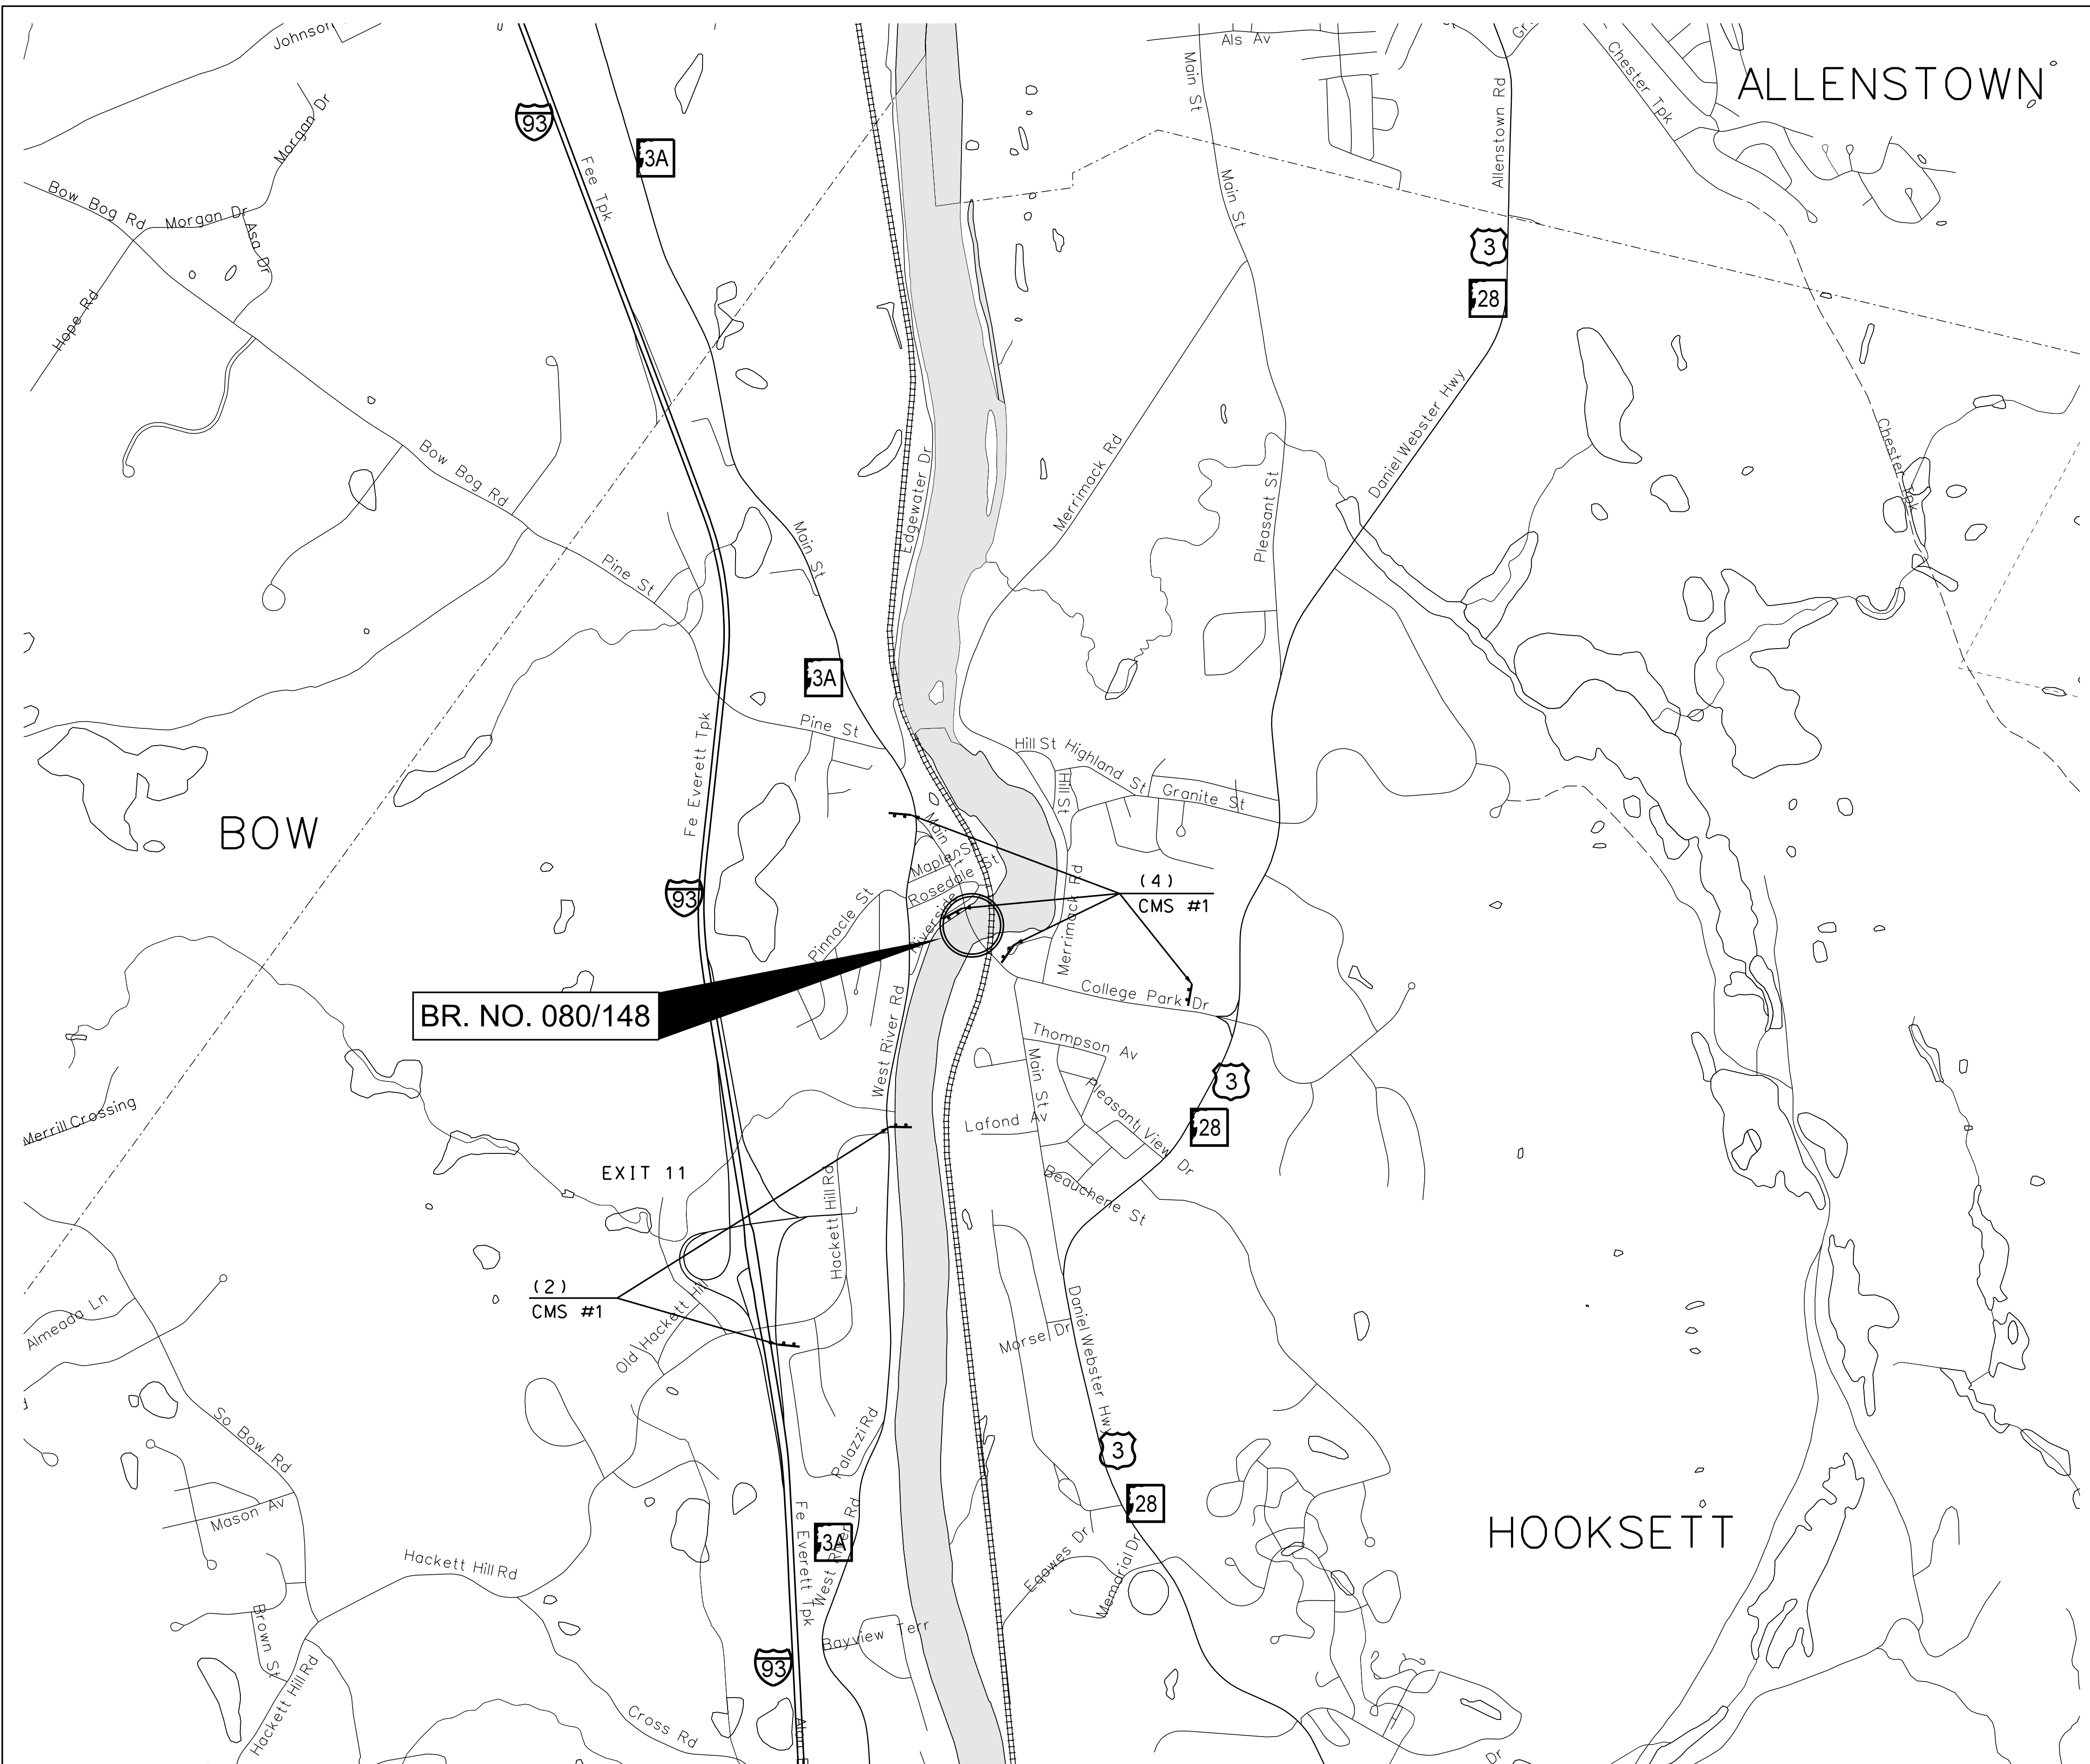 Johnson
Als Av
Main St
Allenstown Rd
Chester Tpk
ALLENSTOWN
93
3A
Fee Tpk
Morgan Dr
Bow Bog Rd
Morgan Dr
Asa Dr
Hope Rd
Main St
3
28
Daniel Webster Hwy
Merrimack Rd
Pleasant St
Chester Tpk
Edgewater Dr
Bow Bog Rd
Main St
Pine St
3A
Pine St
Fe Everett Tpk
Hill St
Highland St
Hill St
Granite St
BOW
Main St
Maple St
Rosedale St
Riverside
Pinnacle St
93
(4)
CMS #1
Merrimack Rd
BR. NO. 080/148
College Park Dr
West River Rd
Thompson Av
Main St
Pleasant View Dr
3
28
Lafond Av
Beauchene St
Merrill Crossing
EXIT 11
Hackett Hill Rd
(2)
CMS #1
Old Hackett Hill
Almeada Ln
Morse Dr
Daniel Webster Hwy
So Bow Rd
Palazzi Rd
3
28
HOOKSETT
Mason Av
Fe Everett Tpk
3A
West River Rd
Hackett Hill Rd
Eqawes Dr
Memorial Dr
Brown St
Bayview Terr
93
Hackett Hill Rd
Cross Rd
Dr